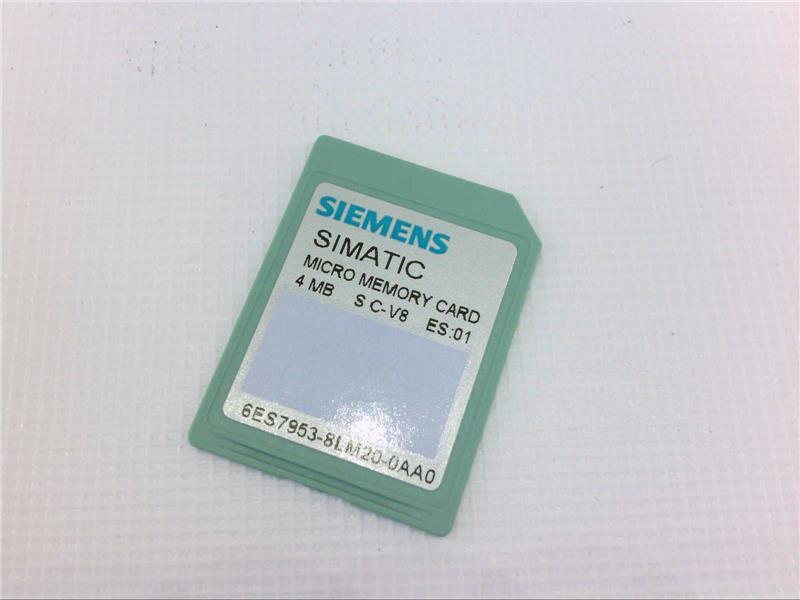 SIEMENS
SIMATIC
MICRO MEMORY CARD
4 MB S C-V8 ES:01
6ES7953-8LM20-0AA0